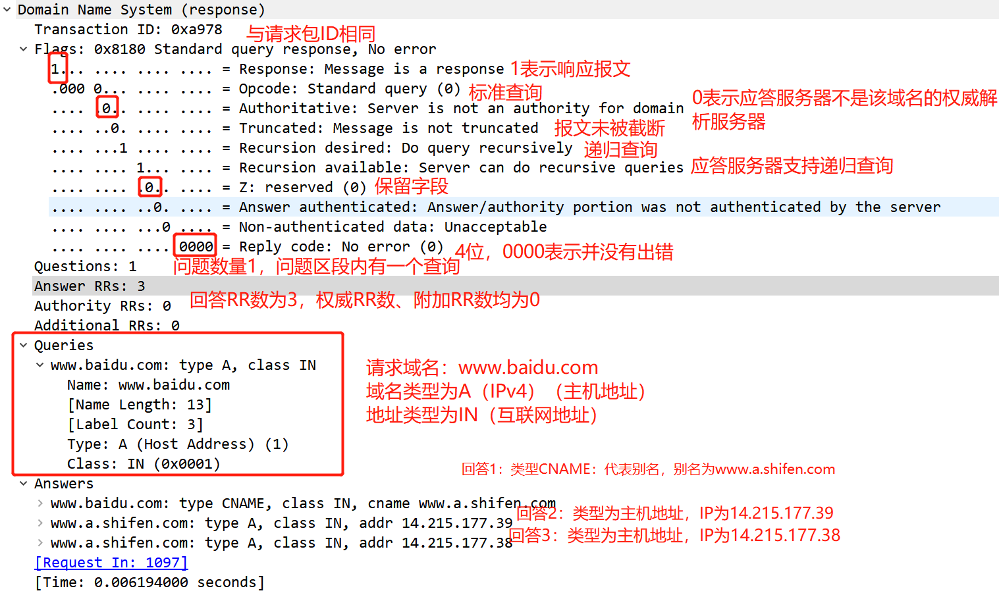 Domain Name System (response)
Transaction ID: 0xa978
与请求包ID相同
Flags: 0x8180 Standard query response, No error
1... .... .... .... = Response: Message is a response
1表示响应报文
.000 0... .... .... = Opcode: Standard query (0)
标准查询
.... .0.. .... .... = Authoritative: Server is not an authority for domain
0表示应答服务器不是该域名的权威解
析服务器
.... ..0. .... .... = Truncated: Message is not truncated
报文未被截断
.... ...1 .... .... = Recursion desired: Do query recursively
递归查询
.... .... 1... .... = Recursion available: Server can do recursive queries
应答服务器支持递归查询
.... .... .0.. .... = Z: reserved (0)
保留字段
.... .... ..0. .... = Answer authenticated: Answer/authority portion was not authenticated by the server
.... .... ...0 .... = Non-authenticated data: Unacceptable
.... .... .... 0000 = Reply code: No error (0)
4位，0000表示并没有出错
Questions: 1
问题数量1，问题区段内有一个查询
Answer RRs: 3
回答RR数为3，权威RR数、附加RR数均为0
Authority RRs: 0
Additional RRs: 0
Queries
www.baidu.com: type A, class IN
请求域名：www.baidu.com
Name: www.baidu.com
域名类型为A（IPv4）（主机地址）
[Name Length: 13]
地址类型为IN（互联网地址）
[Label Count: 3]
Type: A (Host Address) (1)
Class: IN (0x0001)
回答1：类型CNAME：代表别名，别名为www.a.shifen.com
Answers
www.baidu.com: type CNAME, class IN, cname www.a.shifen.com
回答2：类型为主机地址，IP为14.215.177.39
www.a.shifen.com: type A, class IN, addr 14.215.177.39
回答3：类型为主机地址，IP为14.215.177.38
www.a.shifen.com: type A, class IN, addr 14.215.177.38
[Request In: 1097]
[Time: 0.006194000 seconds]